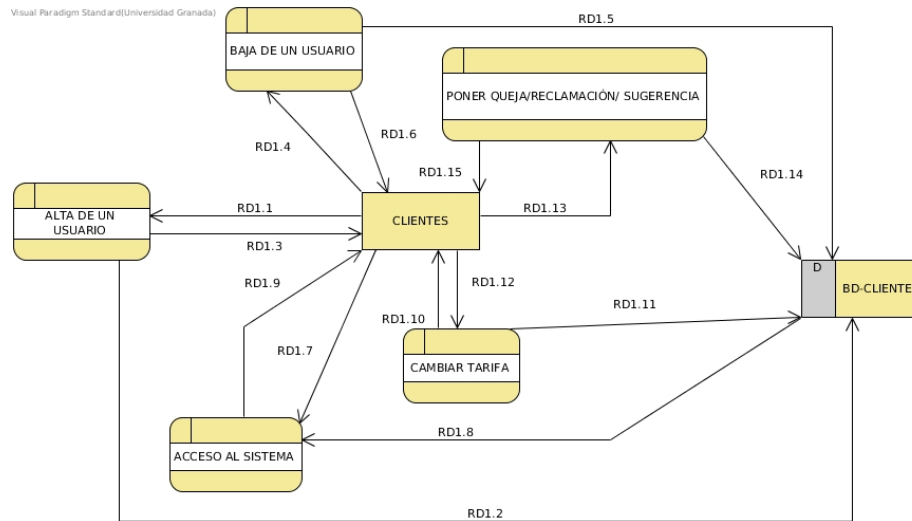 Visual Paradigm Standard(Universidad Granada)
RD1.5
BAJA DE UN USUARIO
PONER QUEJA/RECLAMACIÓN/ SUGERENCIA
RD1.6
RD1.4
RD1.15
RD1.14
RD1.1
RD1.13
ALTA DE UN
USUARIO
CLIENTES
RD1.3
D
RD1.9
RD1.12
BD-CLIENTE
RD1.11
RD1.10
RD1.7
CAMBIAR TARIFA
RD1.8
ACCESO AL SISTEMA
RD1.2